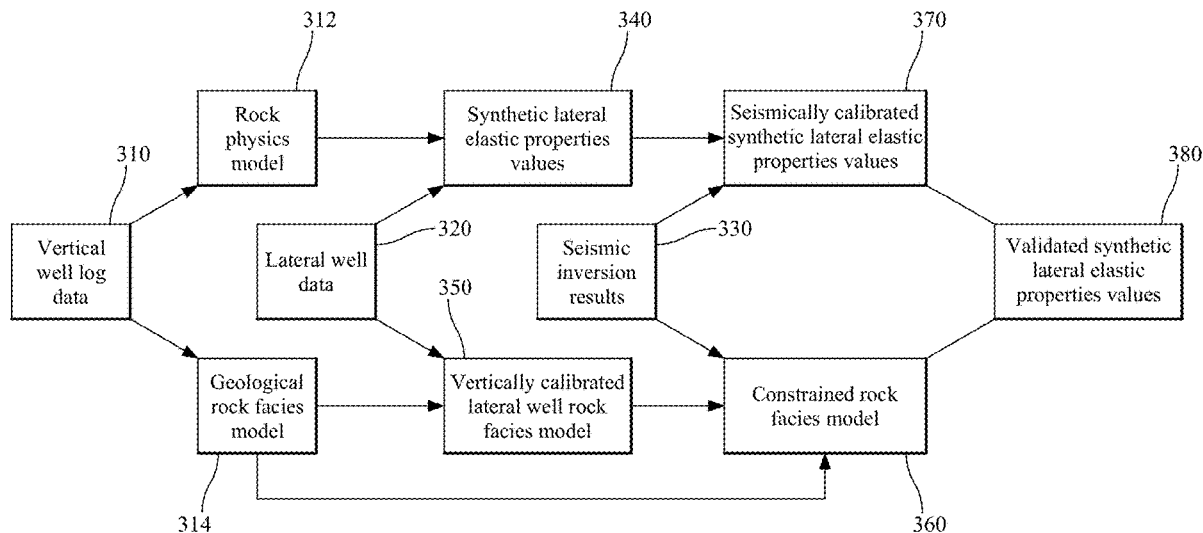 312
340
370
Rock
physics
model
Synthetic lateral
elastic properties
values
Seismically calibrated
synthetic lateral elastic
properties values
310
380
320
330
Vertical
well log
data
Lateral well
data
Seismic
inversion
results
Validated synthetic
lateral elastic
properties values
350
Geological
rock facies
model
Vertically calibrated
lateral well rock
facies model
Constrained rock
facies model
314
360